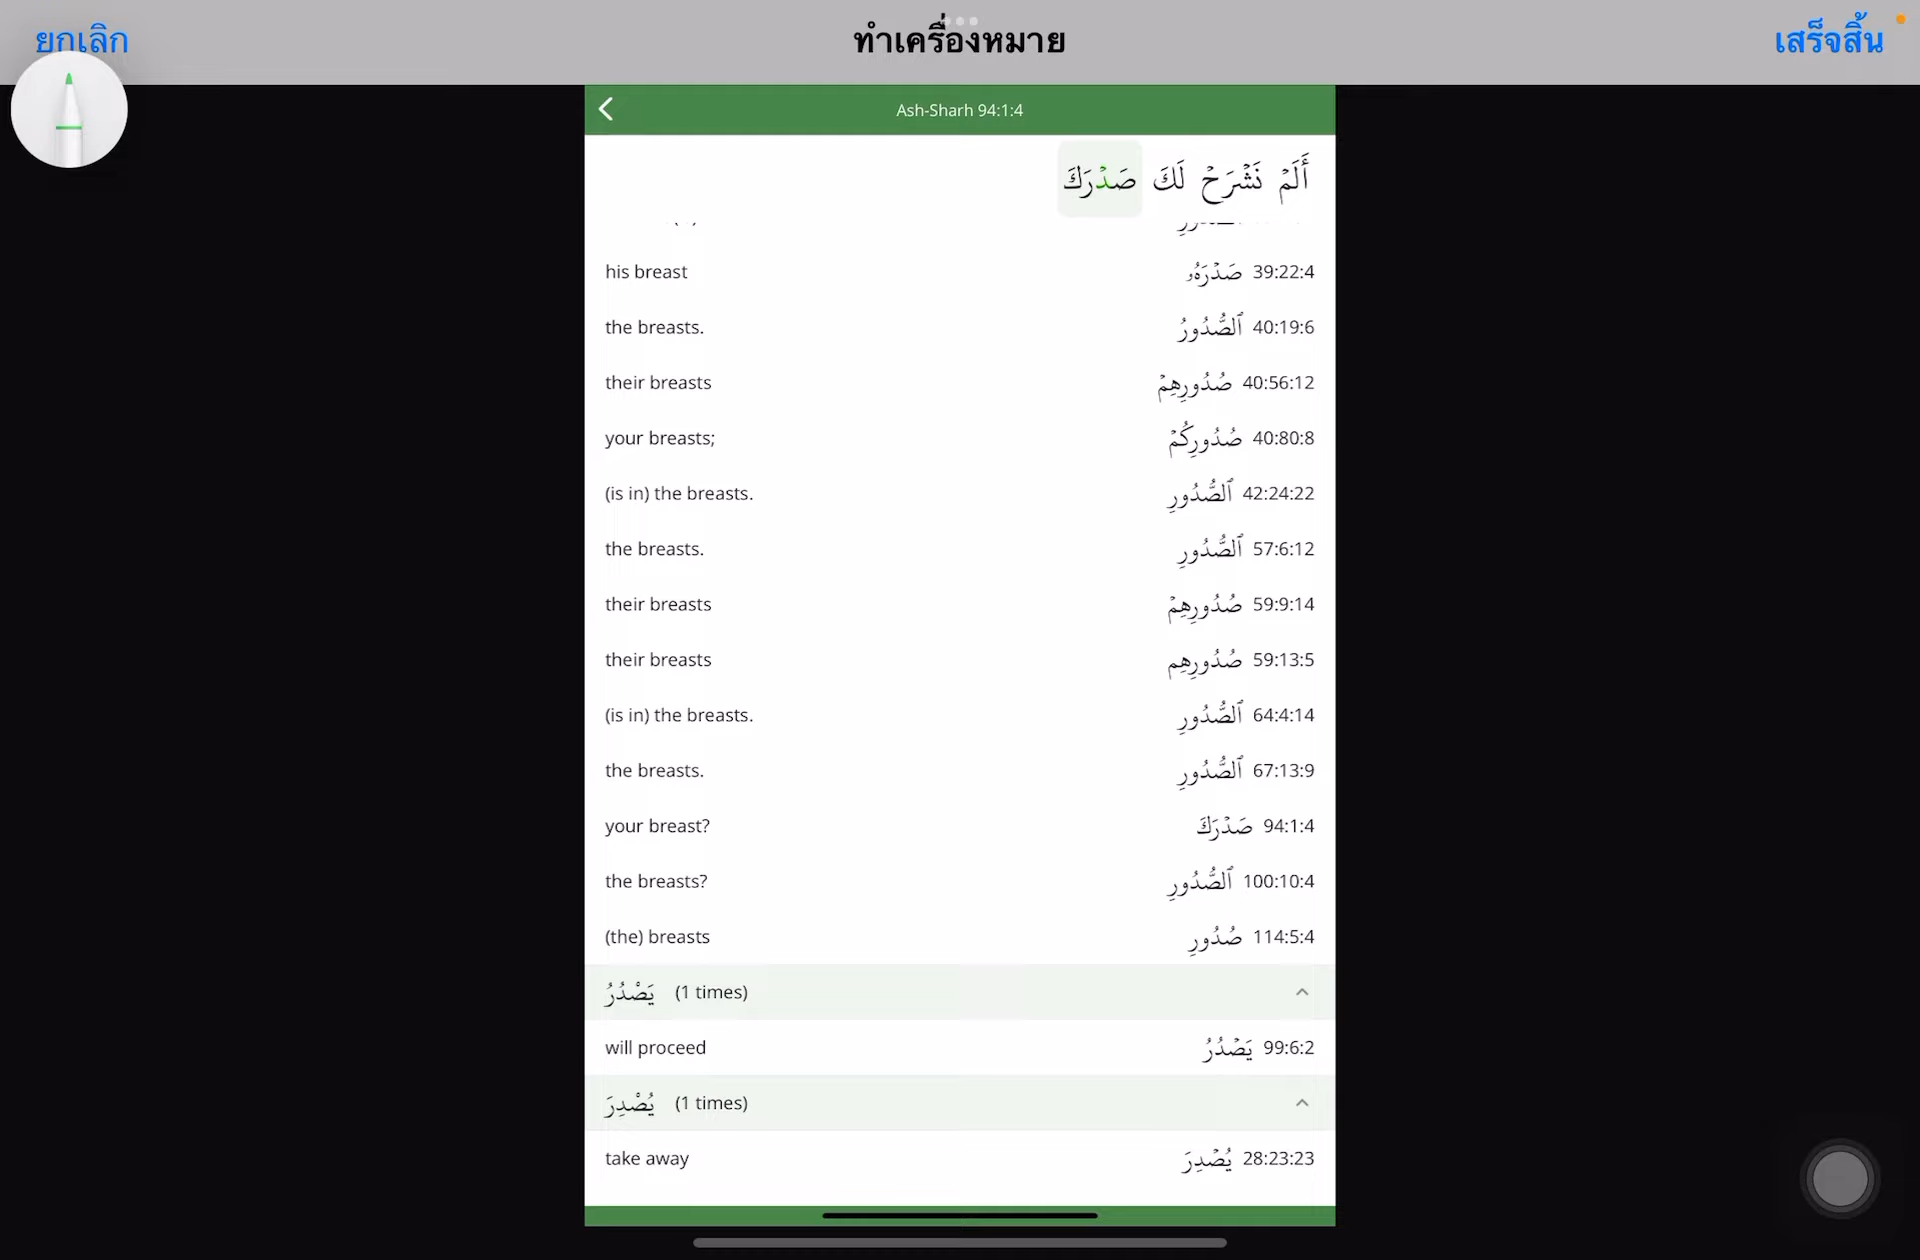 ยกเลิก ทำเครื่องหมาย เสร็จสิ้น
Ash-Sharh 94:1:4
أَلَمْ نَشْرَحْ لَكَ صَدْرَكَ
his breast صَدْرَهُۥ 39:22:4
the breasts. ٱلصُّدُورُ 40:19:6
their breasts صُدُورِهِمْ 40:56:12
your breasts; صُدُورِكُمْ 40:80:8
(is in) the breasts. ٱلصُّدُورِ 42:24:22
the breasts. ٱلصُّدُورِ 57:6:12
their breasts صُدُورِهِمْ 59:9:14
their breasts صُدُورِهِم 59:13:5
(is in) the breasts. ٱلصُّدُورِ 64:4:14
the breasts. ٱلصُّدُورِ 67:13:9
your breast? صَدْرَكَ 94:1:4
the breasts? ٱلصُّدُورِ 100:10:4
(the) breasts صُدُورِ 114:5:4
يَصْدُرُ (1 times)
will proceed يَصْدُرُ 99:6:2
يُصْدِرَ (1 times)
take away يُصْدِرَ 28:23:23